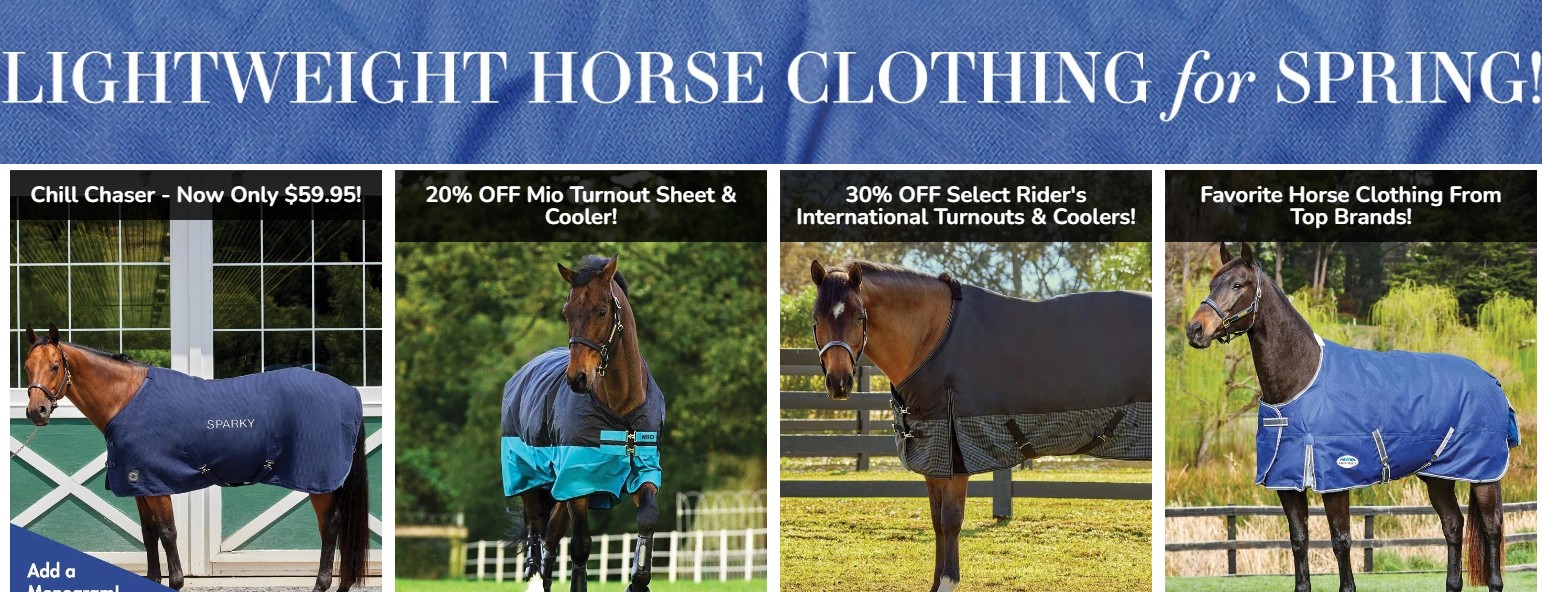 LIGHTWEIGHT HORSE CLOTHING for SPRING!
Chill Chaser - Now Only $59.95!
SPARKY
Add a
Monogram!
20% OFF Mio Turnout Sheet &
Cooler!
MIO
30% OFF Select Rider's
International Turnouts & Coolers!
Favorite Horse Clothing From
Top Brands!